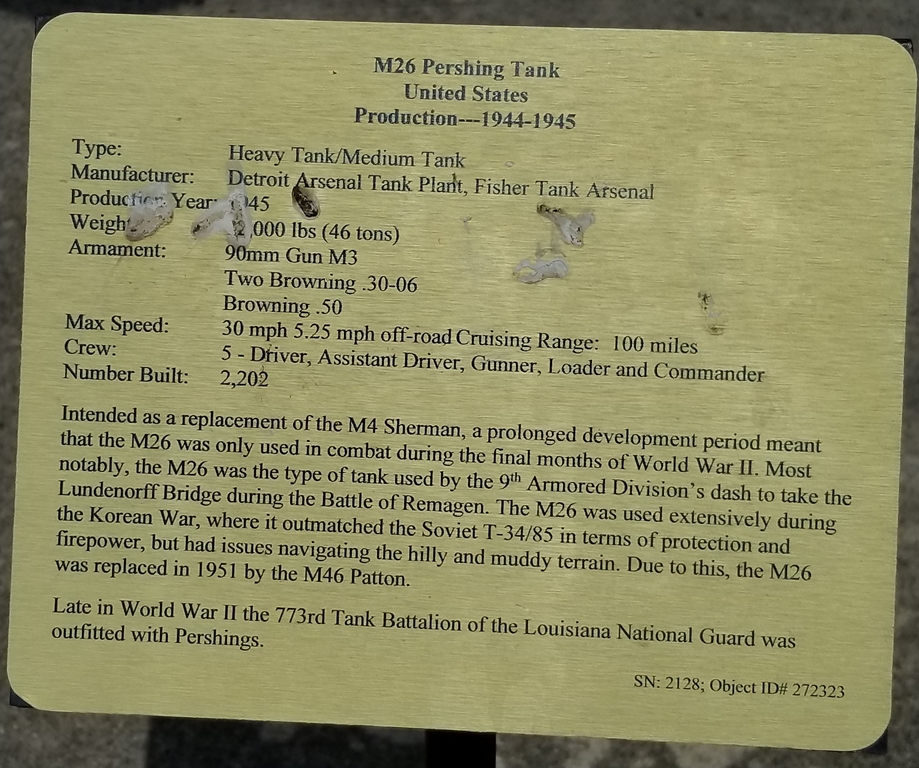 M26 Pershing Tank
United States
Production---1944-1945
Type: Heavy Tank/Medium Tank
Manufacturer: Detroit Arsenal Tank Plant, Fisher Tank Arsenal
Production Year: 1945
Weight ,000 lbs (46 tons)
Armament: 90mm Gun M3
Two Browning .30-06
Browning .50
Max Speed: 30 mph 5.25 mph off-road Cruising Range: 100 miles
Crew: 5 - Driver, Assistant Driver, Gunner, Loader and Commander
Number Built: 2,202
Intended as a replacement of the M4 Sherman, a prolonged development period meant
that the M26 was only used in combat during the final months of World War II. Most
notably, the M26 was the type of tank used by the 9th Armored Division's dash to take the
Lundenorff Bridge during the Battle of Remagen. The M26 was used extensively during
the Korean War, where it outmatched the Soviet T-34/85 in terms of protection and
firepower, but had issues navigating the hilly and muddy terrain. Due to this, the M26
was replaced in 1951 by the M46 Patton.
Late in World War II the 773rd Tank Battalion of the Louisiana National Guard was
outfitted with Pershings.
SN: 2128; Object ID# 272323